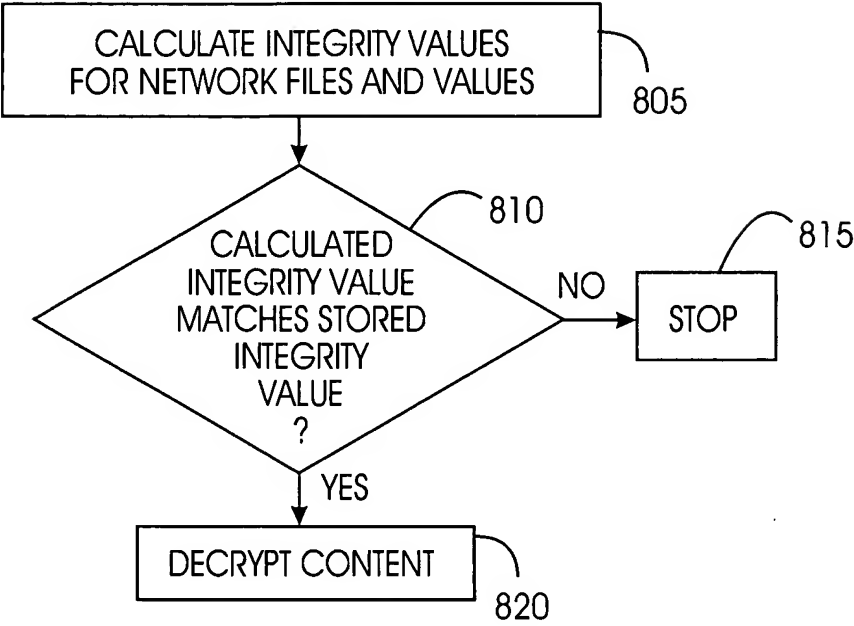 CALCULATE INTEGRITY VALUES
FOR NETWORK FILES AND VALUES
805
810
CALCULATED
INTEGRITY VALUE
MATCHES STORED
INTEGRITY
VALUE
?
NO
815
STOP
YES
DECRYPT CONTENT
820